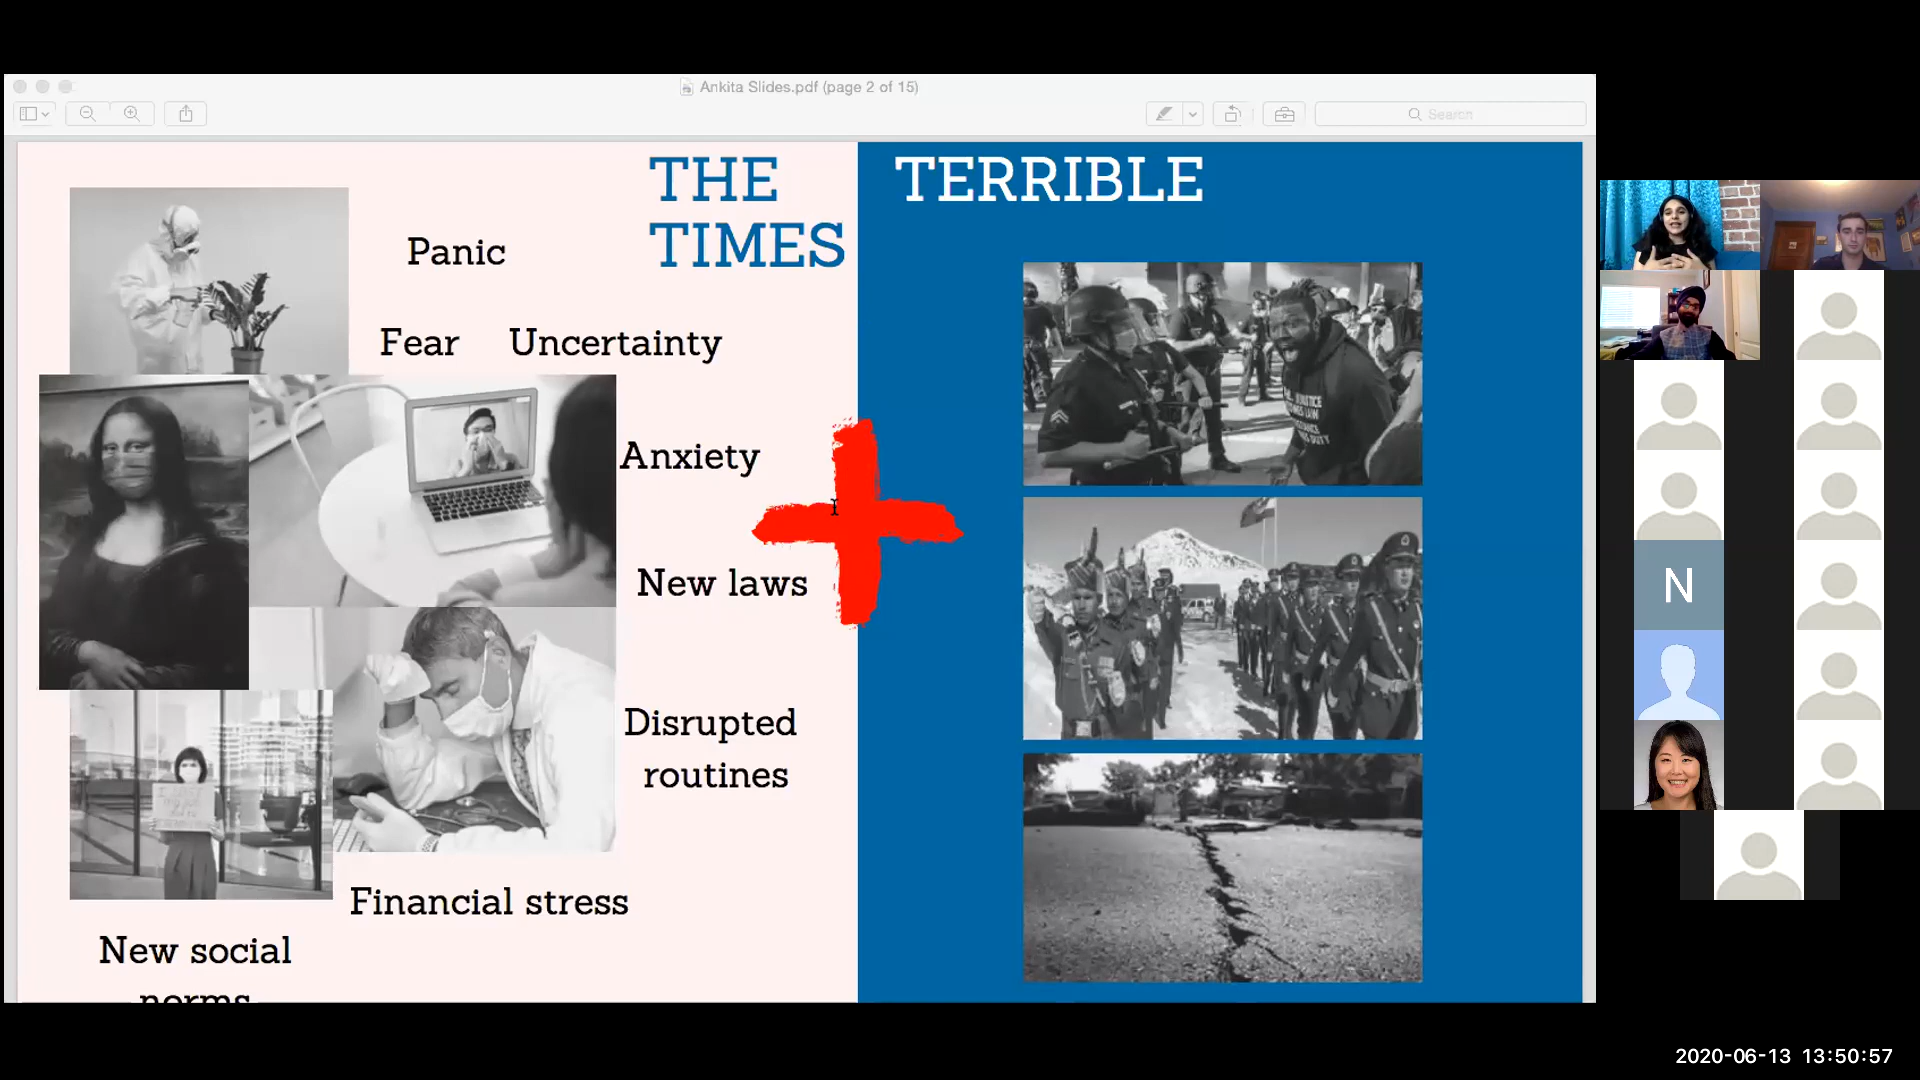 Ankita Slides.pdf (page 2 of 15)
Search
THE TERRIBLE
TIMES
Panic
Fear Uncertainty
Anxiety
New laws
Disrupted
routines
Financial stress
New social
norms
N
2020-06-13 13:50:57